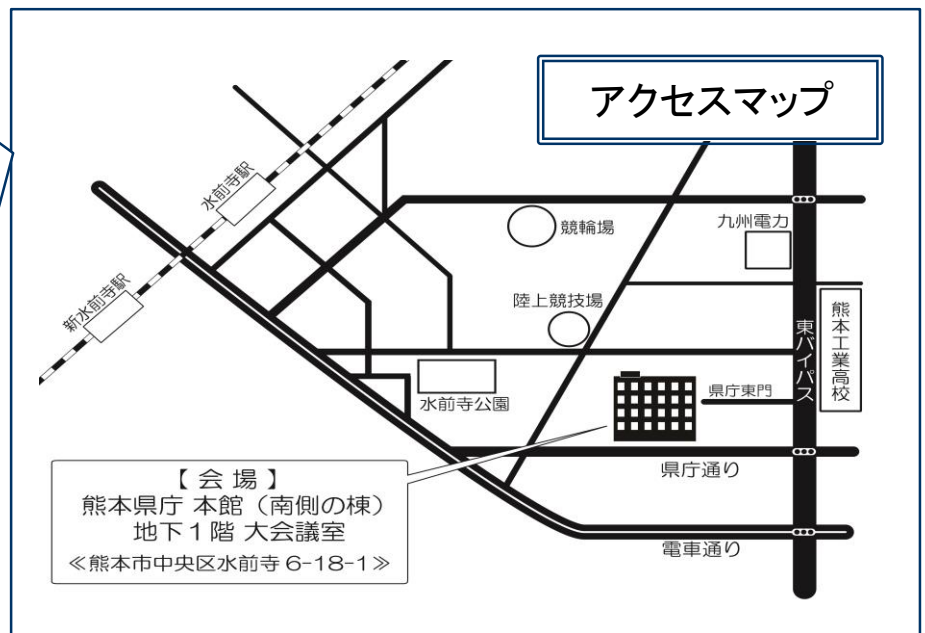 アクセスマップ
水前寺駅
新水前寺駅
競輪場
九州電力
陸上競技場
熊本工業高校
東バイパス
水前寺公園
県庁東門
県庁通り
電車通り
【 会 場 】
熊本県庁 本館（南側の棟）
地下１階 大会議室
≪熊本市中央区水前寺 6-18-1≫